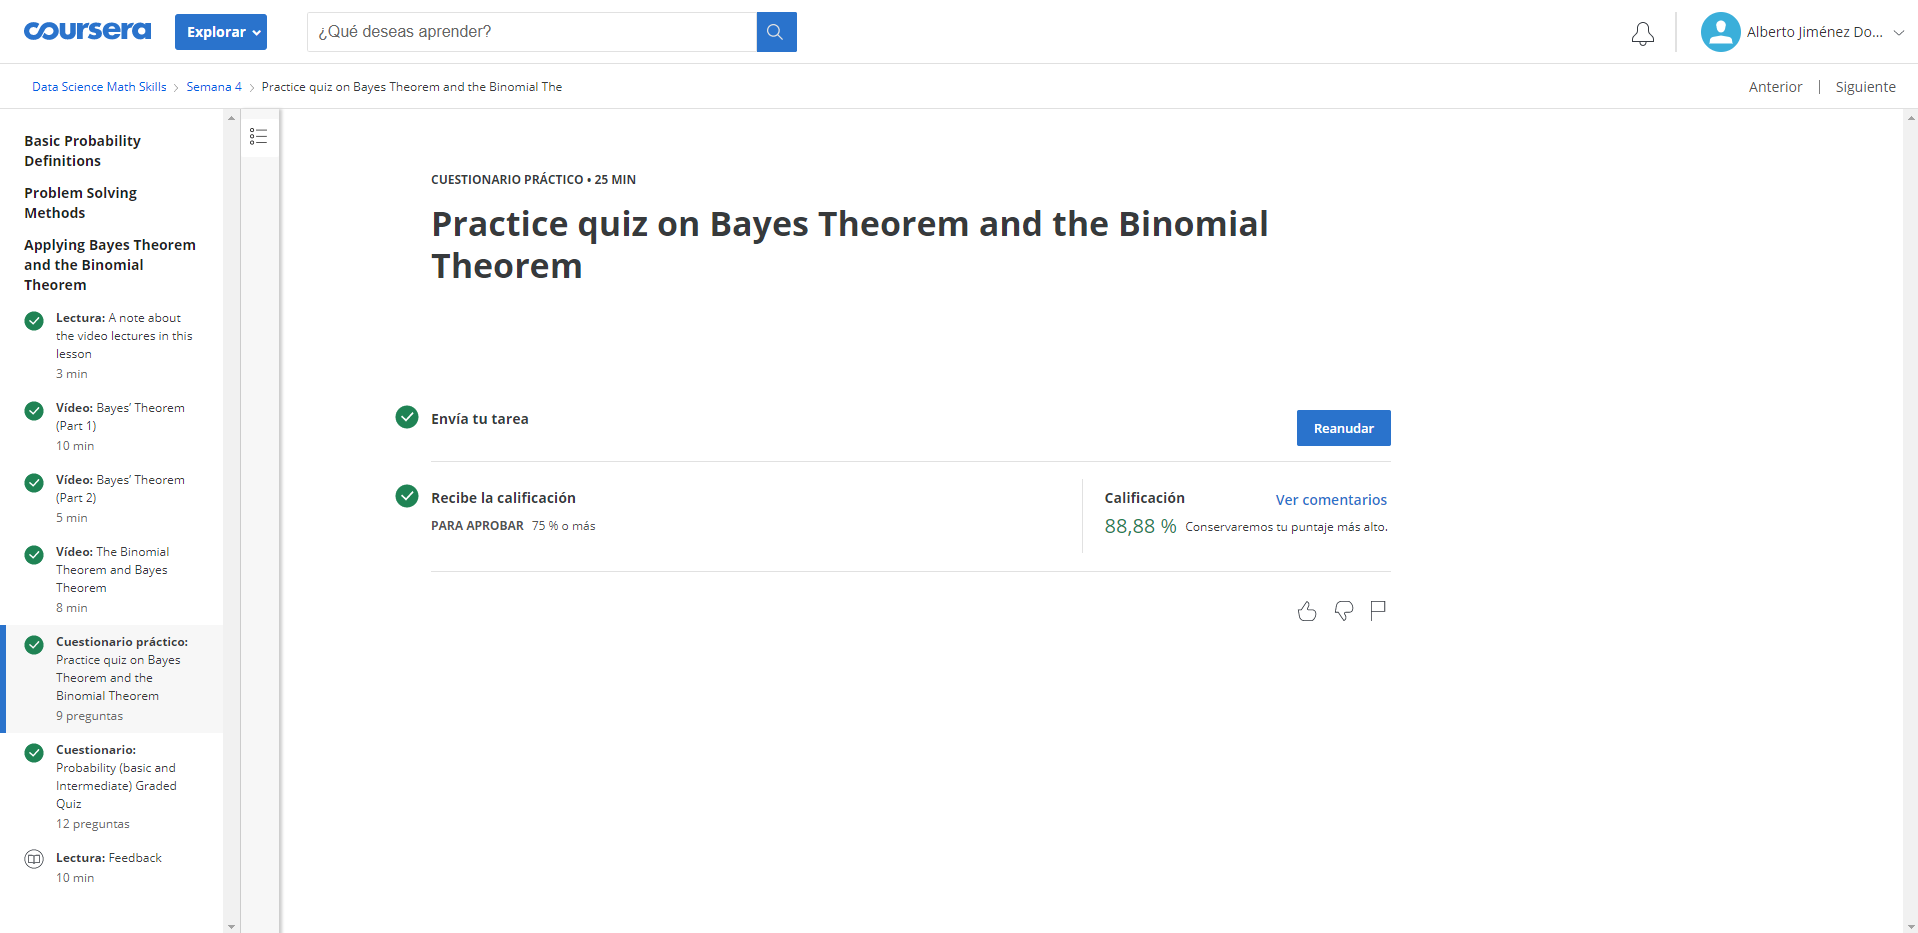 coursera
Explorar
¿Qué deseas aprender?
Alberto Jiménez Do...
Data Science Math Skills
Semana 4
Practice quiz on Bayes Theorem and the Binomial The
Anterior
Siguiente
Basic Probability
Definitions
Problem Solving
Methods
Applying Bayes Theorem
and the Binomial
Theorem
Lectura: A note about
the video lectures in this
lesson
3 min
Vídeo: Bayes’ Theorem
(Part 1)
10 min
Vídeo: Bayes’ Theorem
(Part 2)
5 min
Vídeo: The Binomial
Theorem and Bayes
Theorem
8 min
Cuestionario práctico:
Practice quiz on Bayes
Theorem and the
Binomial Theorem
9 preguntas
Cuestionario:
Probability (basic and
Intermediate) Graded
Quiz
12 preguntas
Lectura: Feedback
10 min
CUESTIONARIO PRÁCTICO • 25 MIN
Practice quiz on Bayes Theorem and the Binomial
Theorem
Envía tu tarea
Reanudar
Recibe la calificación
PARA APROBAR 75 % o más
Calificación
Ver comentarios
88,88 % Conservaremos tu puntaje más alto.